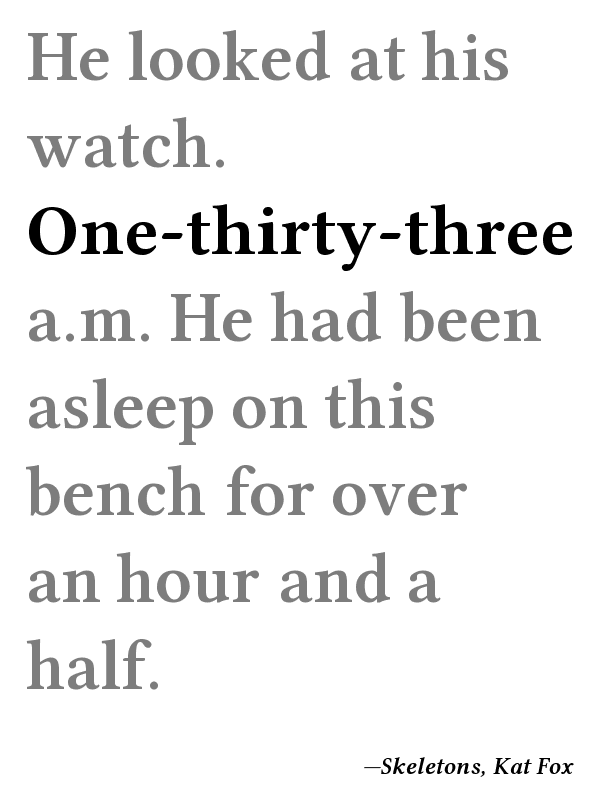 He looked at his
watch.
One-thirty-three
a.m. He had been
asleep on this
bench for over
an hour and a
half.
—Skeletons, Kat Fox